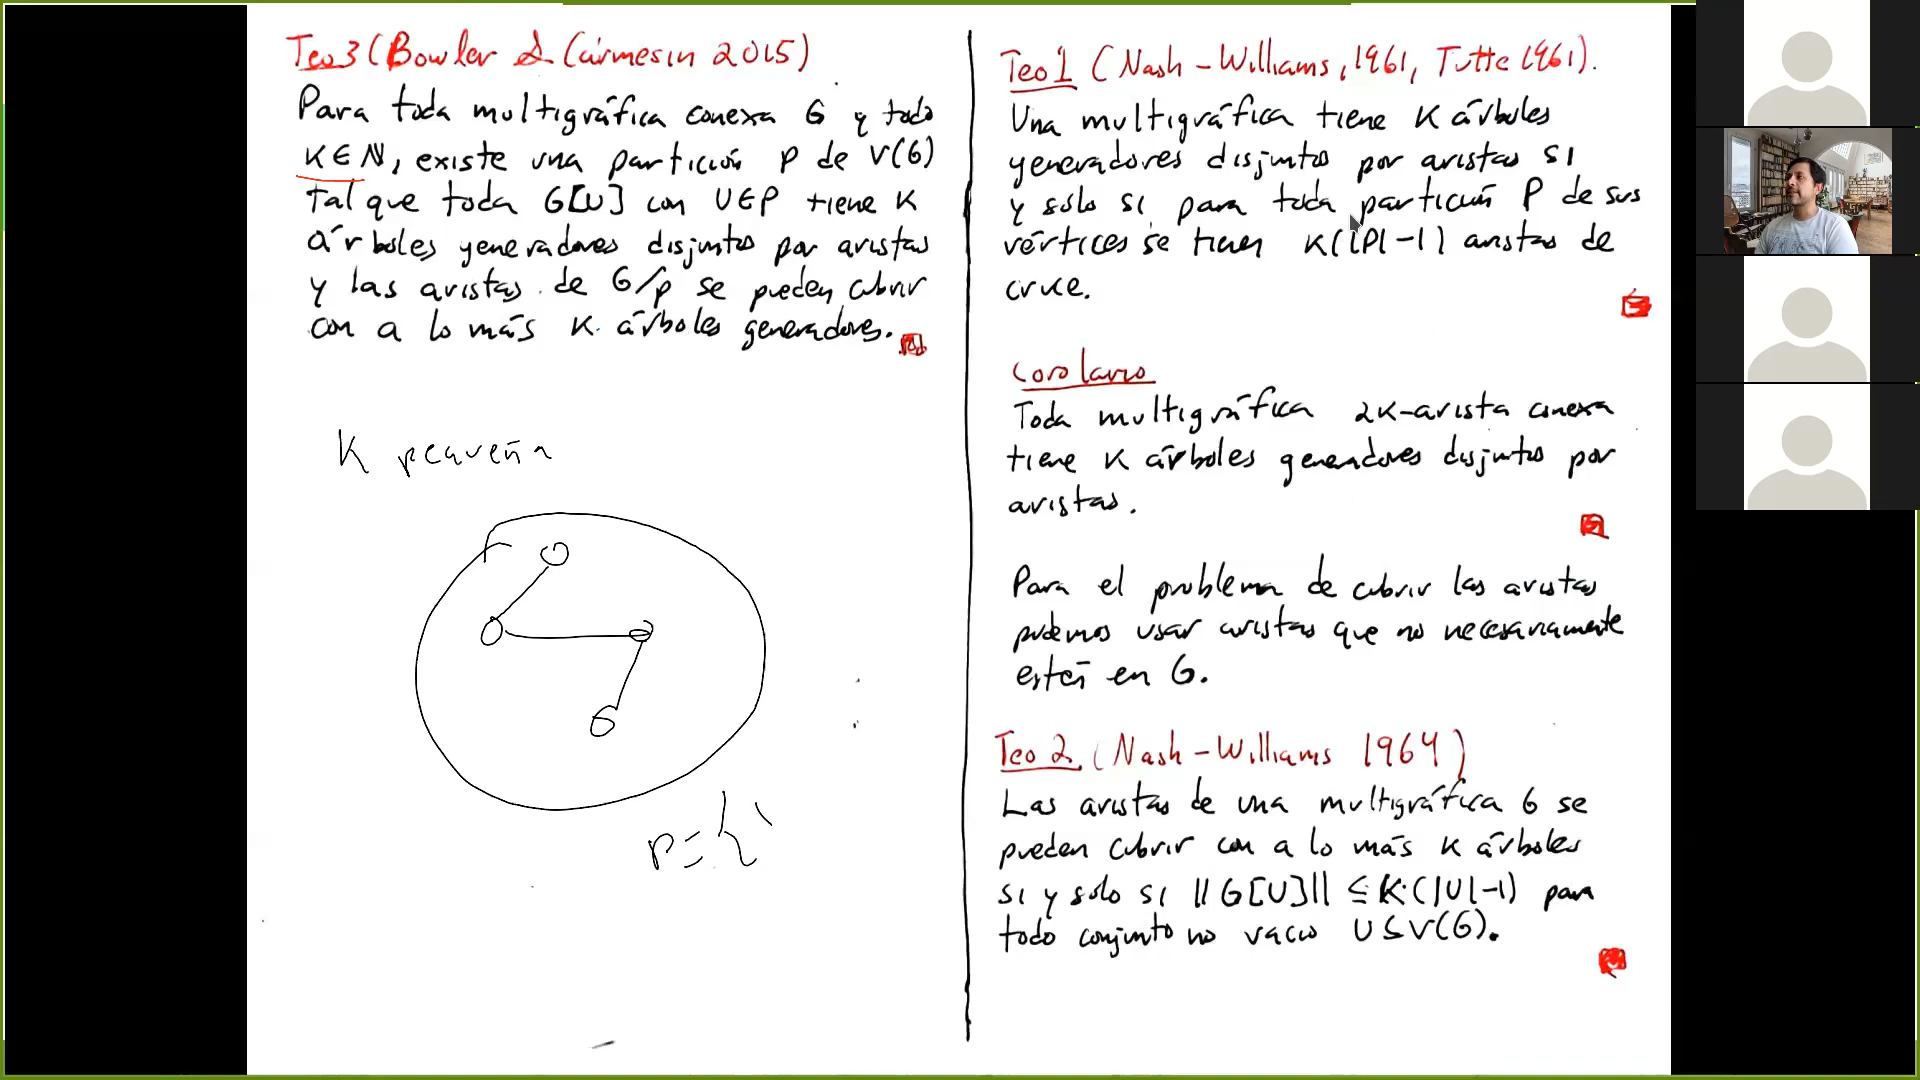 Teo 3 (Bowler & Carmesin 2015)
Para toda multigráfica conexa G y todo
K∈N, existe una partición P de V(G)
tal que toda G[U] con U∈P tiene K
árboles generadores disjuntos por aristas
y las aristas de G/P se pueden cubrir
con a lo más K árboles generadores.
K pequeña
P={
Teo 1 (Nash-Williams, 1961, Tutte 1961).
Una multigráfica tiene K árboles
generadores disjuntos por aristas si
y sólo si para toda partición P de sus
vértices se tienen K(|P|-1) aristas de
cruce.
Corolario
Toda multigráfica 2K-arista conexa
tiene K árboles generadores disjuntos por
aristas.
Para el problema de cubrir las aristas
podemos usar aristas que no necesariamente
estén en G.
Teo 2 (Nash-Williams 1964)
Las aristas de una multigráfica G se
pueden cubrir con a lo más K árboles
si y solo si ||G[U]|| ≤ K·(|U|-1) para
todo conjunto no vacío U⊆V(G).